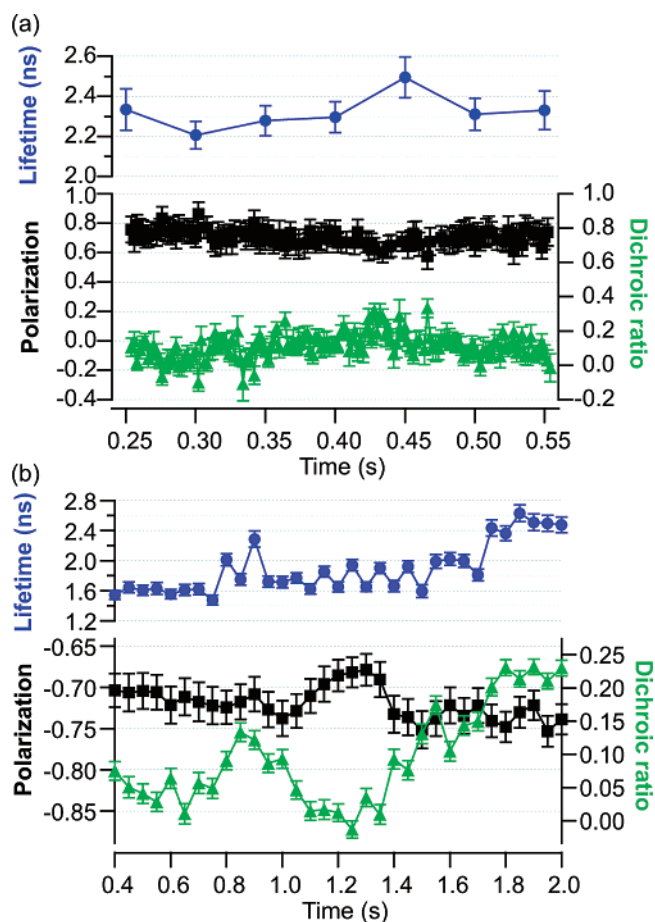 (a)
Lifetime (ns)
2.6
2.4
2.2
2.0
Polarization
1.0
0.8
0.6
0.4
0.2
0.0
-0.2
-0.4
1.0
0.8
0.6
0.4
0.2
0.0
-0.2
Dichroic ratio
0.25 0.30 0.35 0.40 0.45 0.50 0.55
Time (s)
(b)
Lifetime (ns)
2.8
2.4
2.0
1.6
1.2
Polarization
-0.65
-0.70
-0.75
-0.80
-0.85
0.25
0.20
0.15
0.10
0.05
0.00
Dichroic ratio
0.4 0.6 0.8 1.0 1.2 1.4 1.6 1.8 2.0
Time (s)